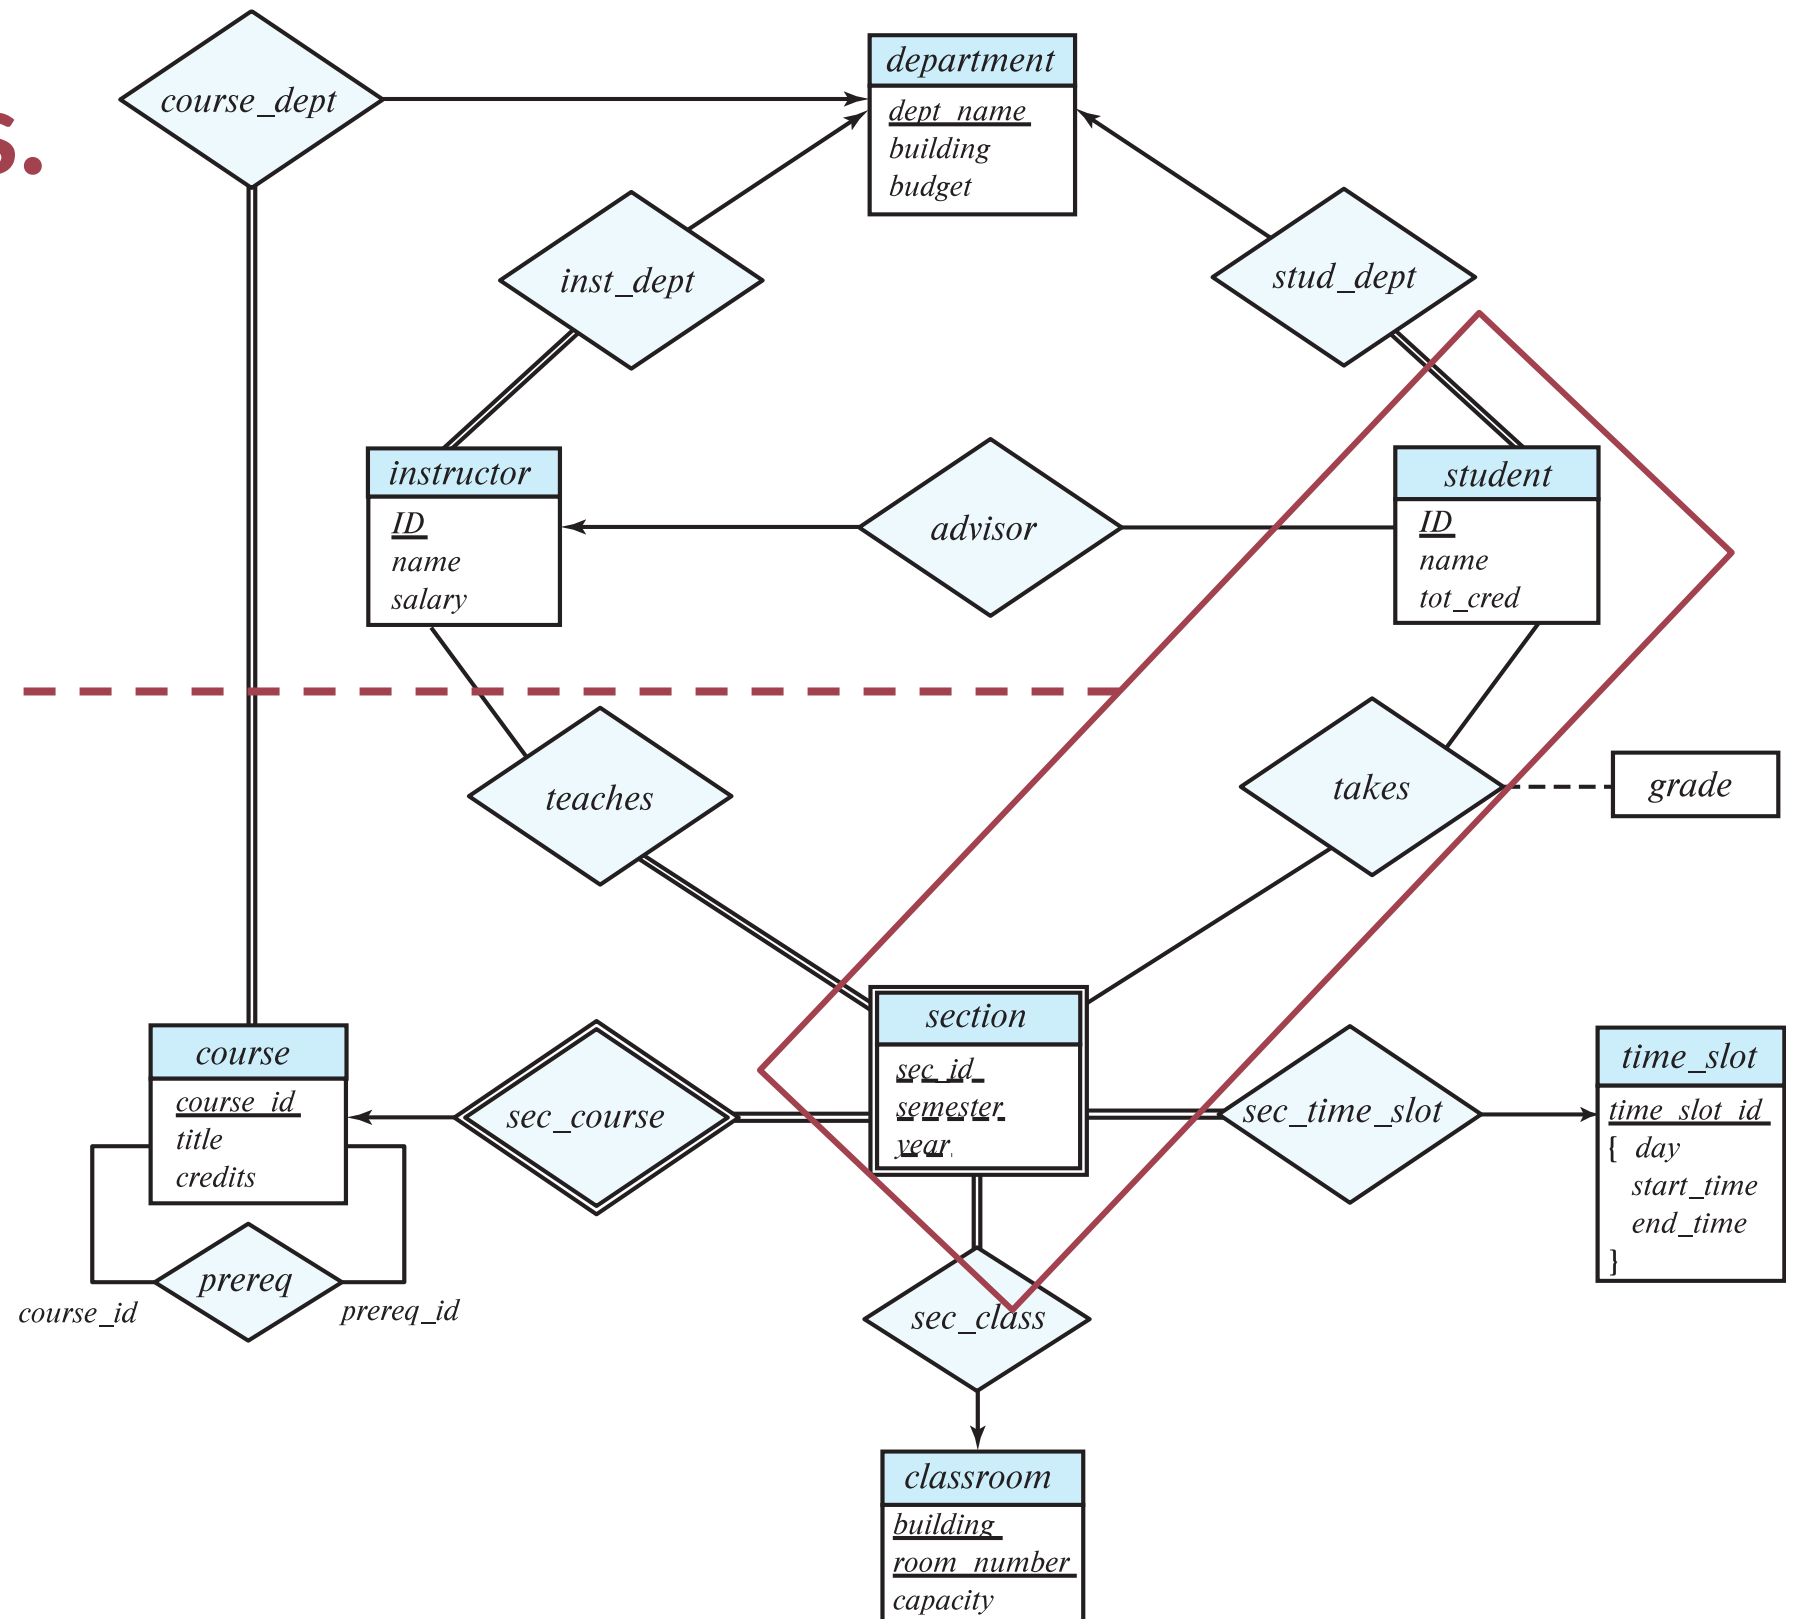 s.
course_dept
department
dept_name
building
budget
inst_dept
stud_dept
instructor
ID
name
salary
advisor
student
ID
name
tot_cred
teaches
takes
grade
course
course_id
title
credits
prereq
course_id
prereq_id
sec_course
section
sec_id
semester
year
sec_time_slot
time_slot
time_slot_id
{ day
start_time
end_time
}
sec_class
classroom
building
room_number
capacity